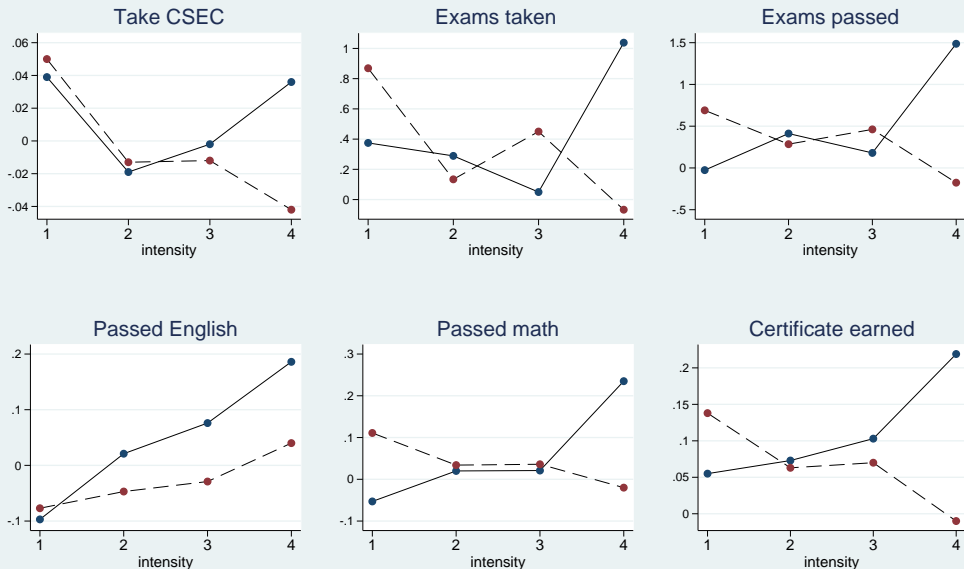 Take CSEC
.06
.04
.02
0
-.02
-.04
1 2 3 4
intensity
Exams taken
1
.8
.6
.4
.2
0
1 2 3 4
intensity
Exams passed
1.5
1
.5
0
-.5
1 2 3 4
intensity
Passed English
.2
.1
0
-.1
1 2 3 4
intensity
Passed math
.3
.2
.1
0
-.1
1 2 3 4
intensity
Certificate earned
.2
.15
.1
.05
0
1 2 3 4
intensity